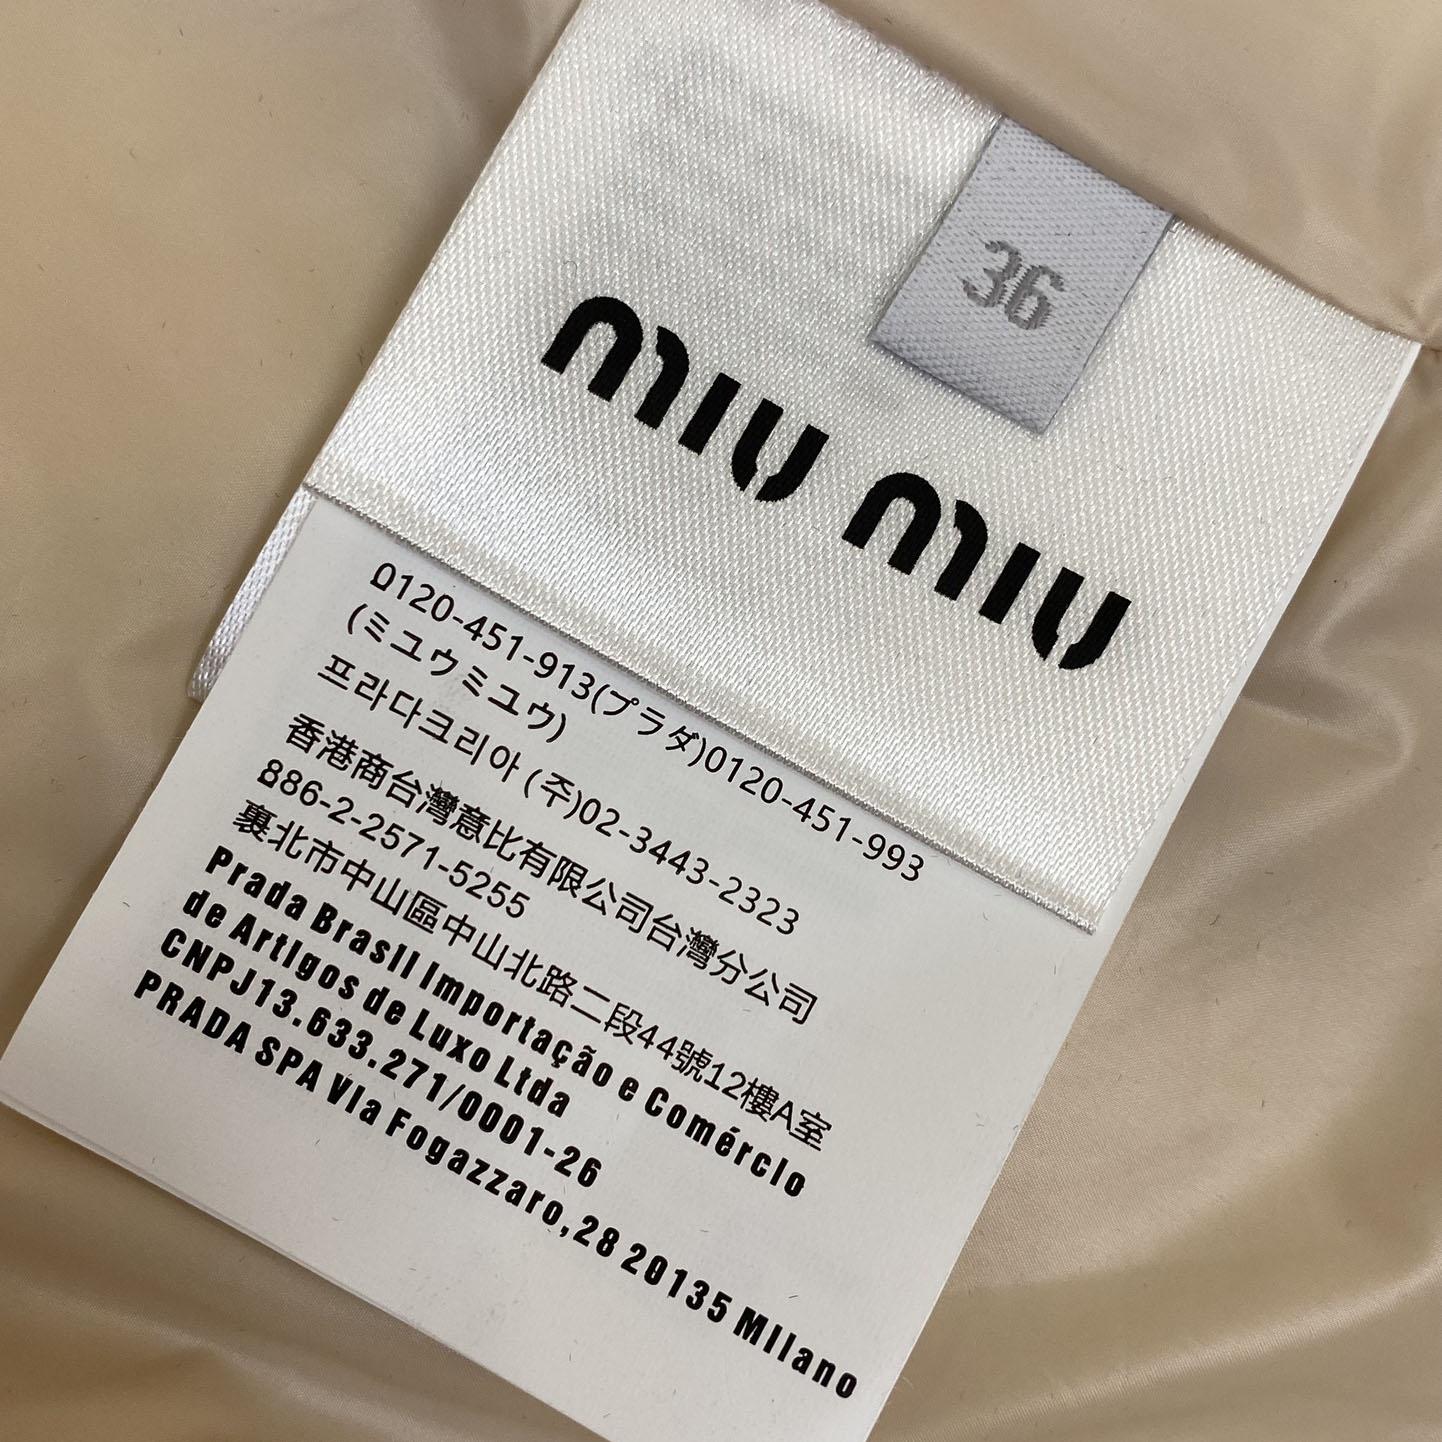 36
miu miu
0120-451-913(プラダ)0120-451-993
(ミユウミユウ)
프라다크리아 (주)02-3443-2323
香港商台灣意比有限公司台灣分公司
886-2-2571-5255
裏北市中山區中山北路二段44號12樓A室
Prada Brasil Importação e Comércio
de Artigos de Luxo Ltda
CNPJ13.633.271/0001-26
PRADA SPA Via Fogazzaro,28 20135 Milano